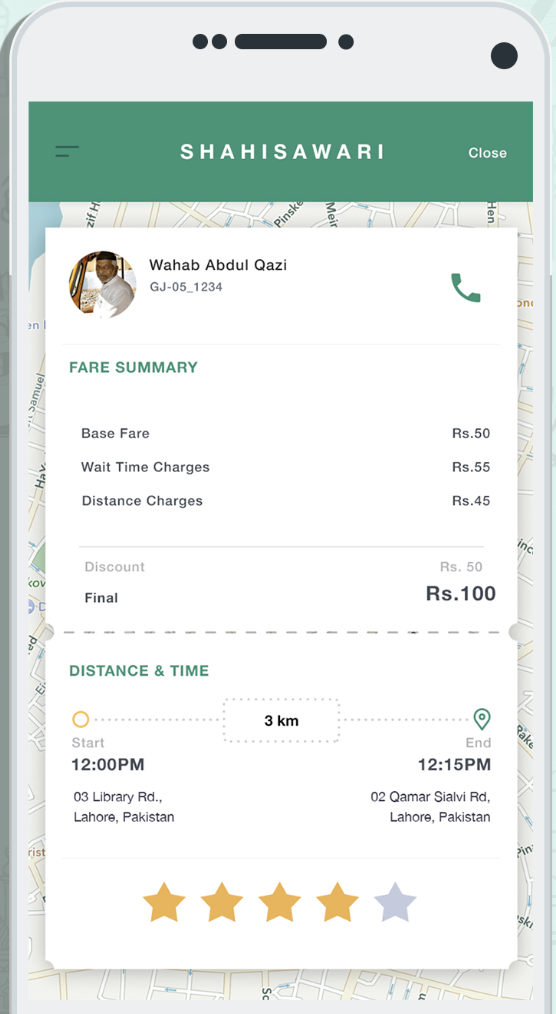 SHAHISAWARI
Close
Wahab Abdul Qazi
GJ-05_1234
FARE SUMMARY
Base Fare Rs.50
Wait Time Charges Rs.55
Distance Charges Rs.45
Discount Rs. 50
Final Rs.100
DISTANCE & TIME
3 km
Start End
12:00PM 12:15PM
03 Library Rd., 02 Qamar Sialvi Rd,
Lahore, Pakistan Lahore, Pakistan